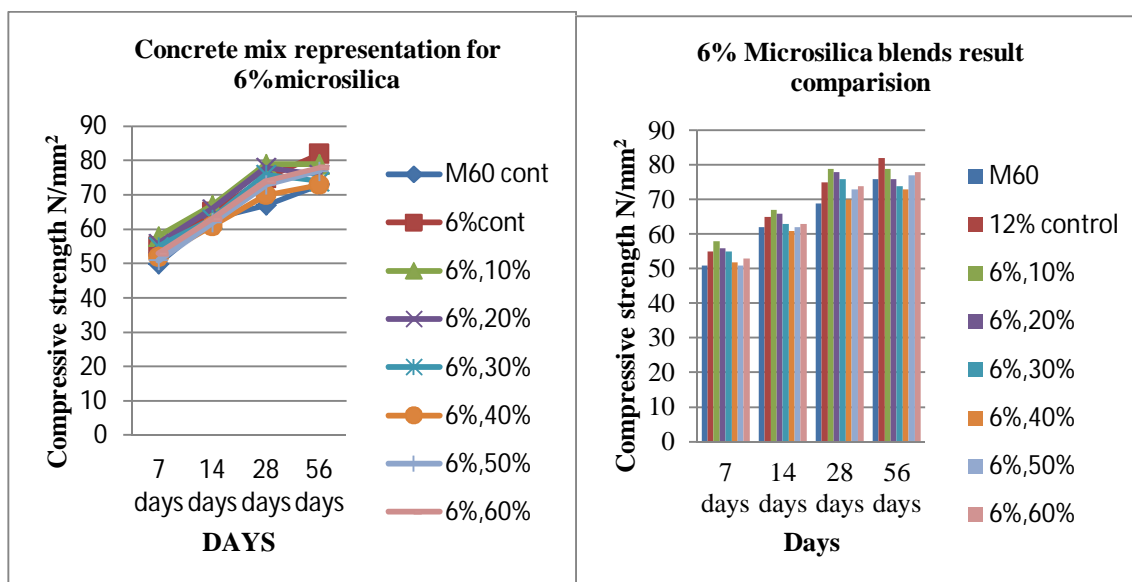 Concrete mix representation for
6%microsilica
Compressive strength N/mm²
90
80
70
60
50
40
30
20
10
0
7
days
14
days
28
days
56
days
DAYS
M60 cont
6%cont
6%,10%
6%,20%
6%,30%
6%,40%
6%,50%
6%,60%
6% Microsilica blends result
comparision
Compressive strength N/mm²
90
80
70
60
50
40
30
20
10
0
7
days
14
days
28
days
56
days
Days
M60
12% control
6%,10%
6%,20%
6%,30%
6%,40%
6%,50%
6%,60%